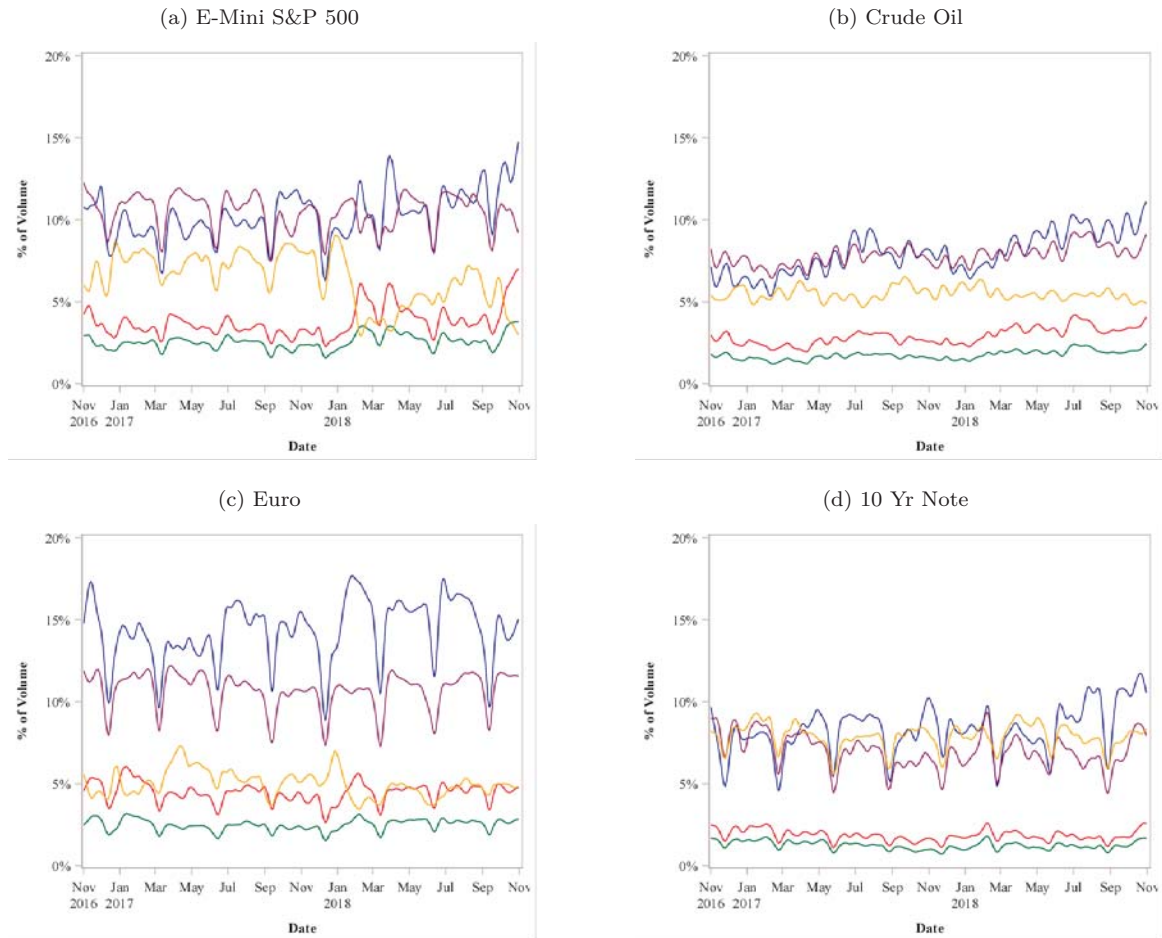 (a) E-Mini S&P 500
20%
15%
10%
5%
0%
% of Volume
Nov Jan Mar May Jul Sep Nov Jan Mar May Jul Sep Nov
2016 2017 2018
Date
(b) Crude Oil
20%
15%
10%
5%
0%
% of Volume
Nov Jan Mar May Jul Sep Nov Jan Mar May Jul Sep Nov
2016 2017 2018
Date
(c) Euro
20%
15%
10%
5%
0%
% of Volume
Nov Jan Mar May Jul Sep Nov Jan Mar May Jul Sep Nov
2016 2017 2018
Date
(d) 10 Yr Note
20%
15%
10%
5%
0%
% of Volume
Nov Jan Mar May Jul Sep Nov Jan Mar May Jul Sep Nov
2016 2017 2018
Date